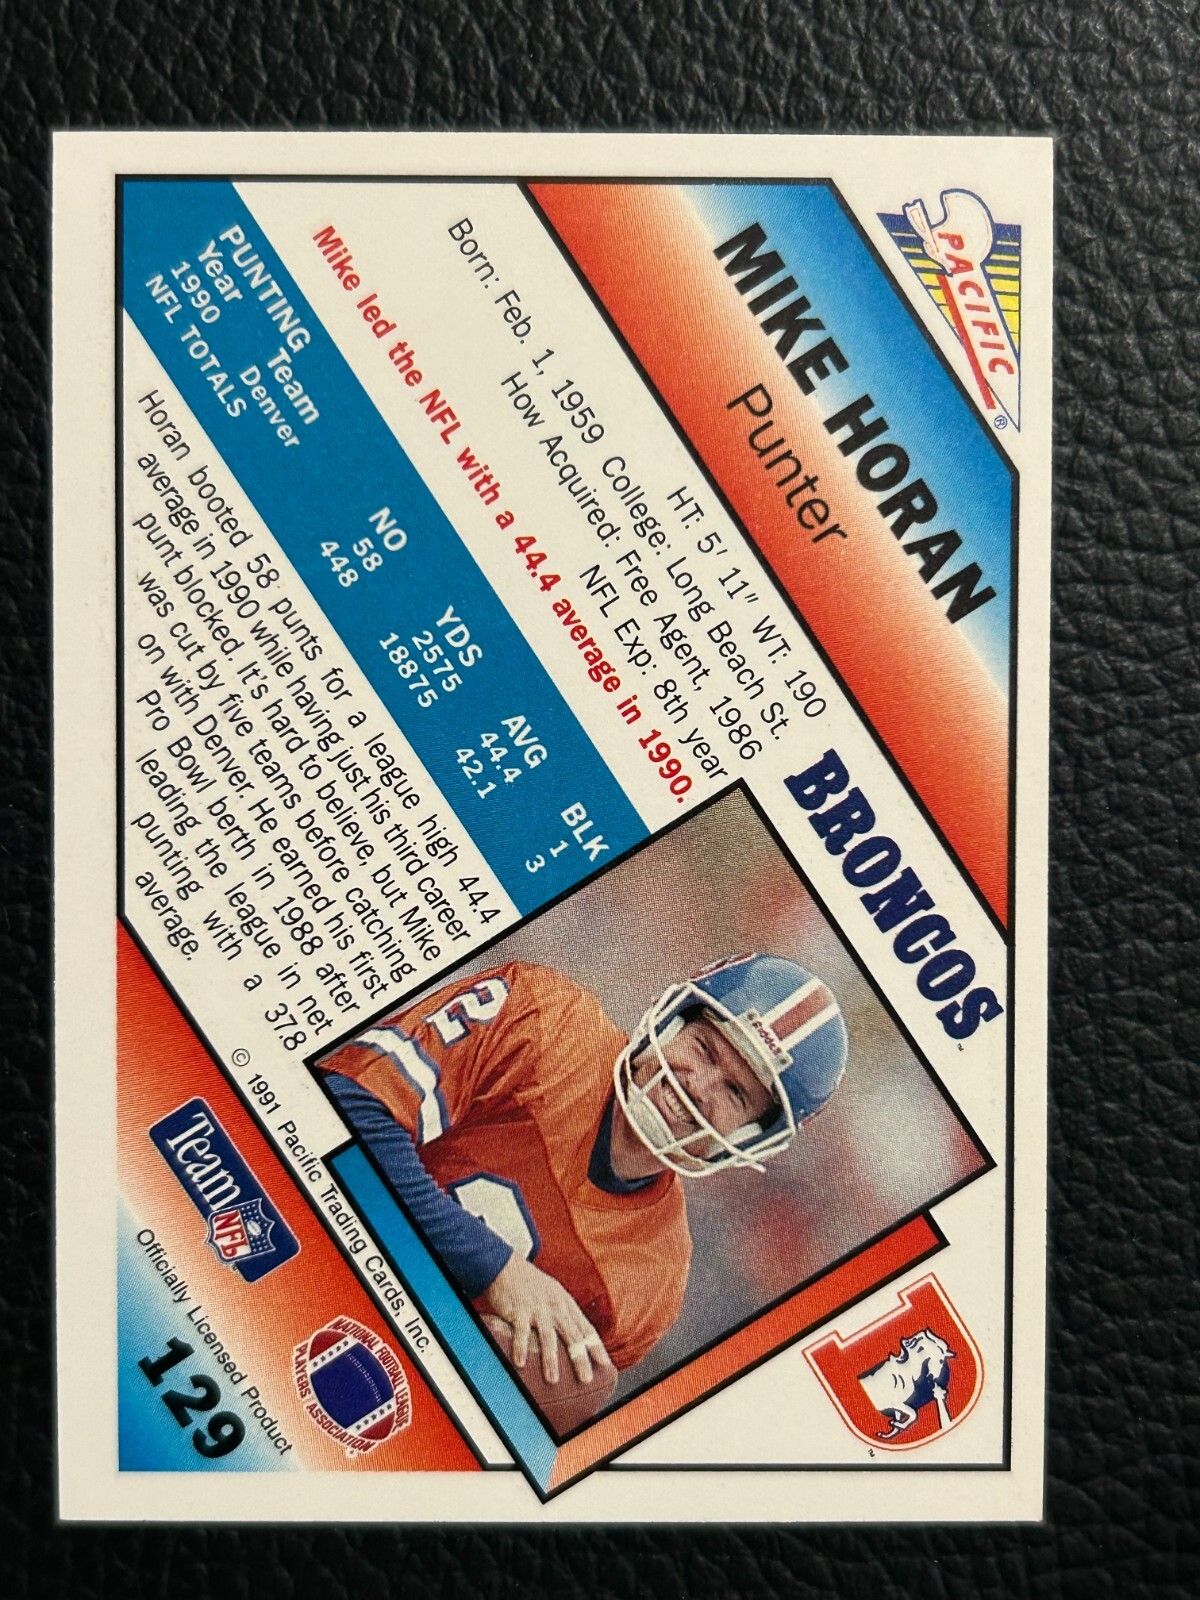 PACIFIC®
MIKE HORAN
Punter
BRONCOS™
HT: 5' 11" WT: 190
Born: Feb. 1, 1959 College: Long Beach St.
How Acquired: Free Agent, 1986
NFL Exp: 8th year
Mike led the NFL with a 44.4 average in 1990.
PUNTING
Year Team NO YDS AVG BLK
1990 Denver 58 2575 44.4 1
NFL TOTALS 448 18875 42.1 3
Horan booted 58 punts for a league high 44.4
average in 1990 while having just his third career
punt blocked. It's hard to believe, but Mike
was cut by five teams before catching
on with Denver. He earned his first
Pro Bowl berth in 1988 after
leading the league in net
punting with a 37.8
average.
Riddell
2
2
D
™
© 1991 Pacific Trading Cards, Inc.
Team NFL
Officially Licensed Product
NATIONAL FOOTBALL LEAGUE
PLAYERS ASSOCIATION
129